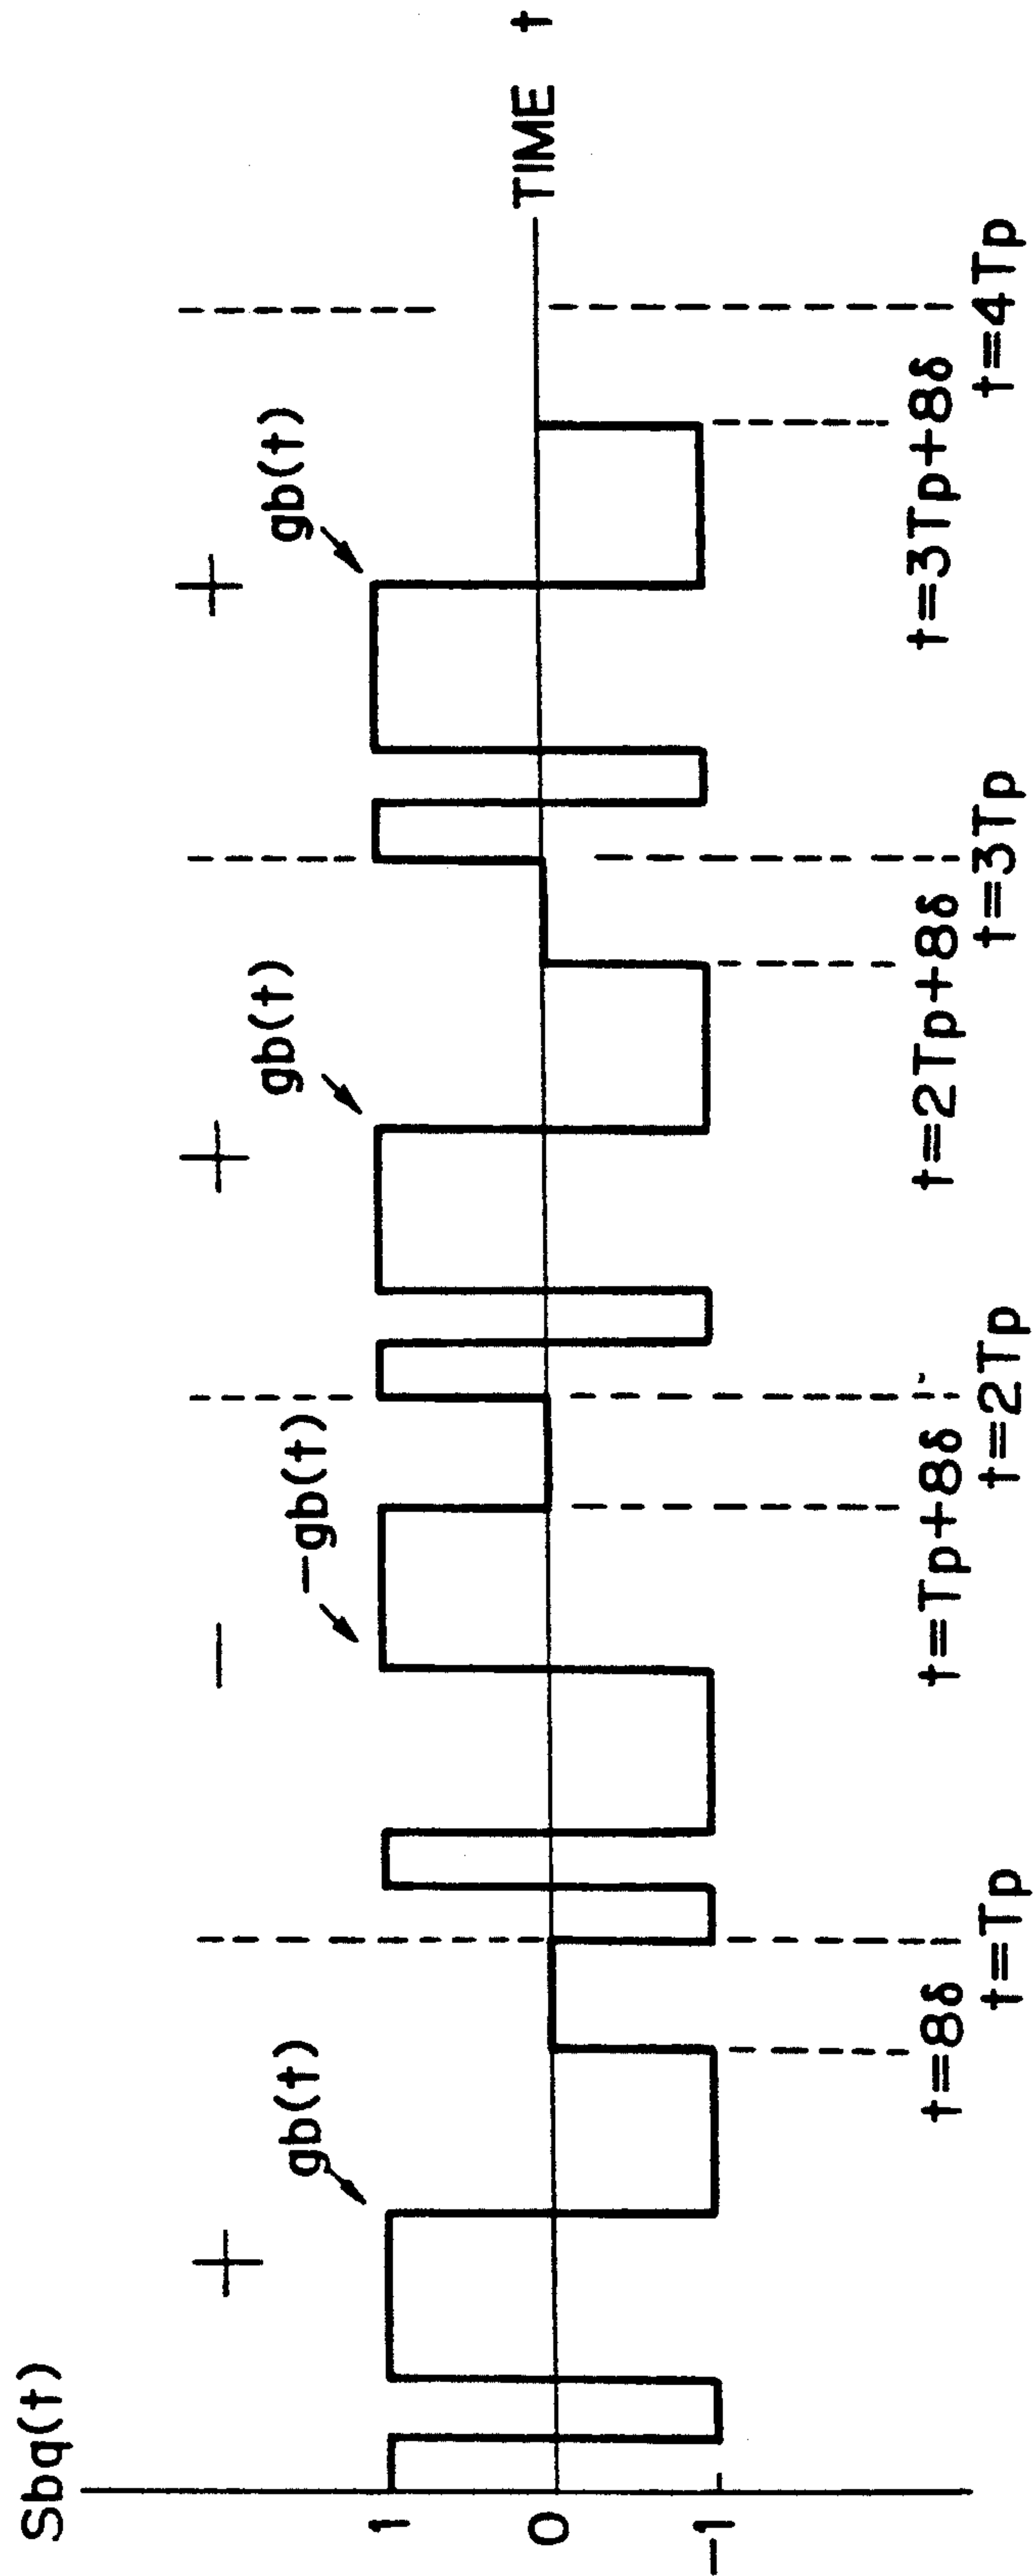 Sbq(t)
+
−
+
+
gb(t)
−gb(t)
gb(t)
gb(t)
1
0
−1
TIME t
t=8δ
t=Tp+8δ
t=2Tp+8δ
t=3Tp+8δ
t=Tp
t=2Tp
t=3Tp
t=4Tp